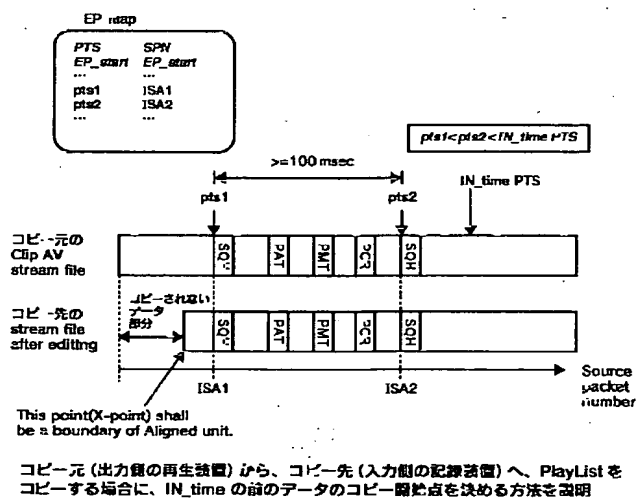 EP_map
PTS SPN
EP_start EP_start
... ...
pts1 ISA1
pts2 ISA2
... ...
pts1<pts2<IN_time PTS
>=100 msec
pts1 pts2 IN_time PTS
コピー元の
Clip AV
stream file
SQH PAT PMT PCR SQH
コピー先の
stream file
after editing
コピーされない
データ
部分
SQH PAT PMT PCR SQH
ISA1 ISA2
Source
packet
number
This point(X-point) shall
be a boundary of Aligned unit.
コピー元 (出力側の再生装置) から、コピー先 (入力側の記録装置) へ、PlayList を
コピーする場合に、IN_time の前のデータのコピー開始点を決める方法を説明